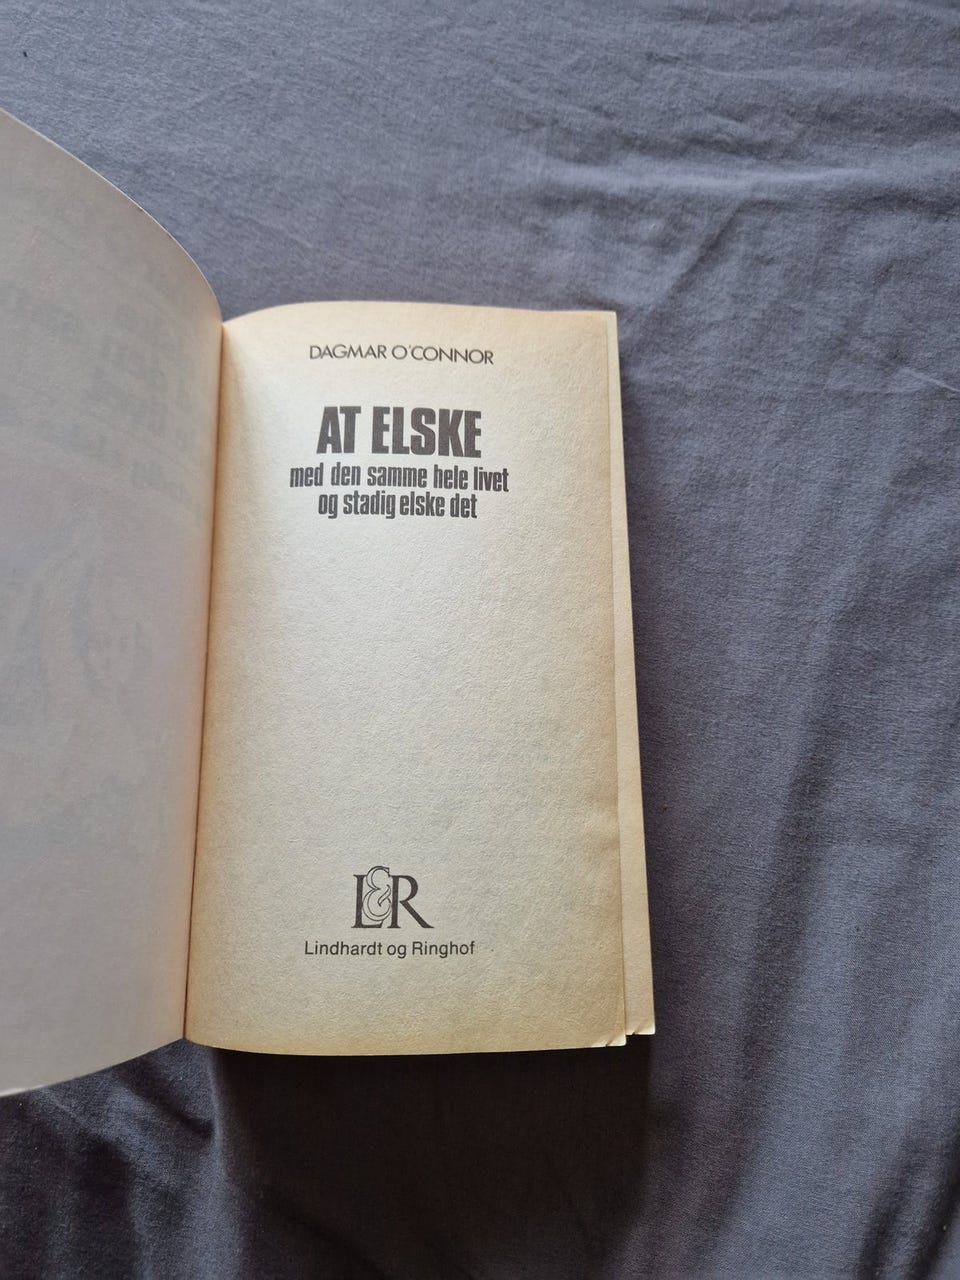 DAGMAR O'CONNOR
AT ELSKE
med den samme hele livet
og stadig elske det
L&R
Lindhardt og Ringhof